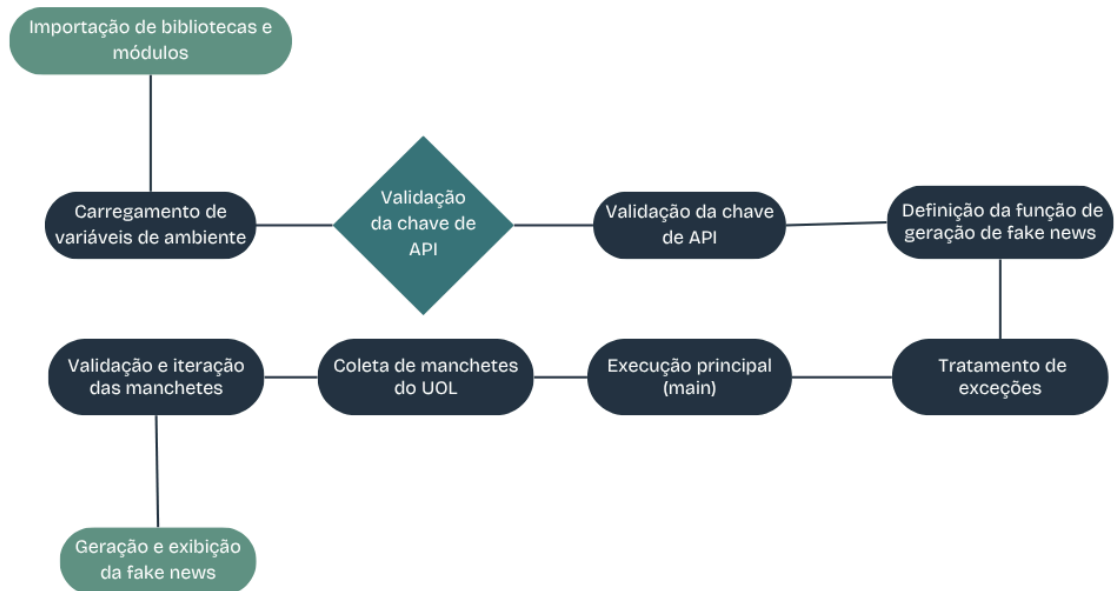 Importação de bibliotecas e
módulos
Carregamento de
variáveis de ambiente
Validação
da chave de
API
Validação da chave
de API
Definição da função de
geração de fake news
Tratamento de
exceções
Execução principal
(main)
Coleta de manchetes
do UOL
Validação e iteração
das manchetes
Geração e exibição
da fake news